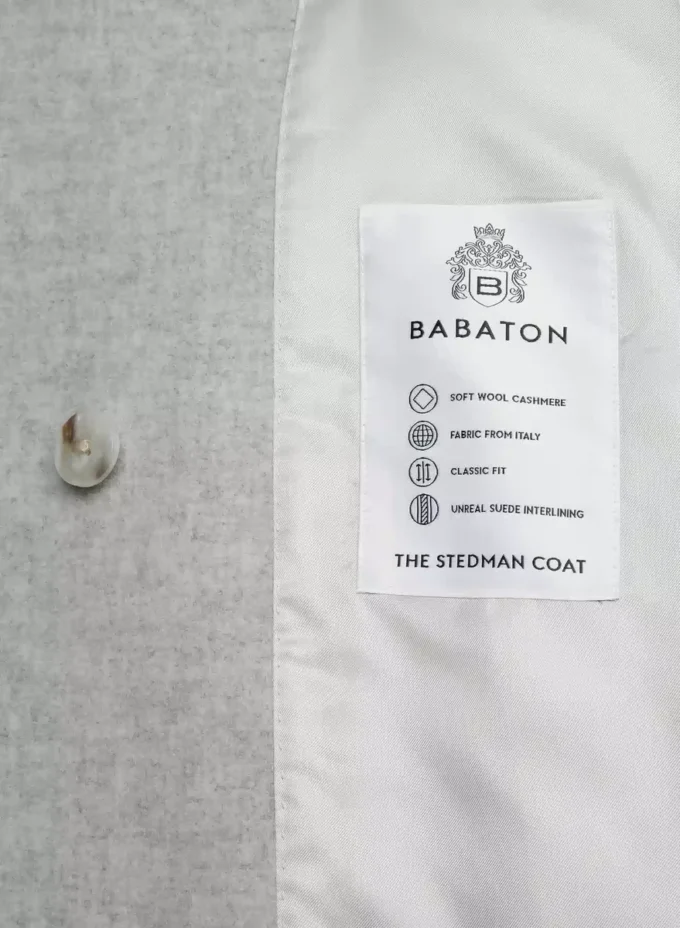 B
BABATON
SOFT WOOL CASHMERE
FABRIC FROM ITALY
CLASSIC FIT
UNREAL SUEDE INTERLINING
THE STEDMAN COAT